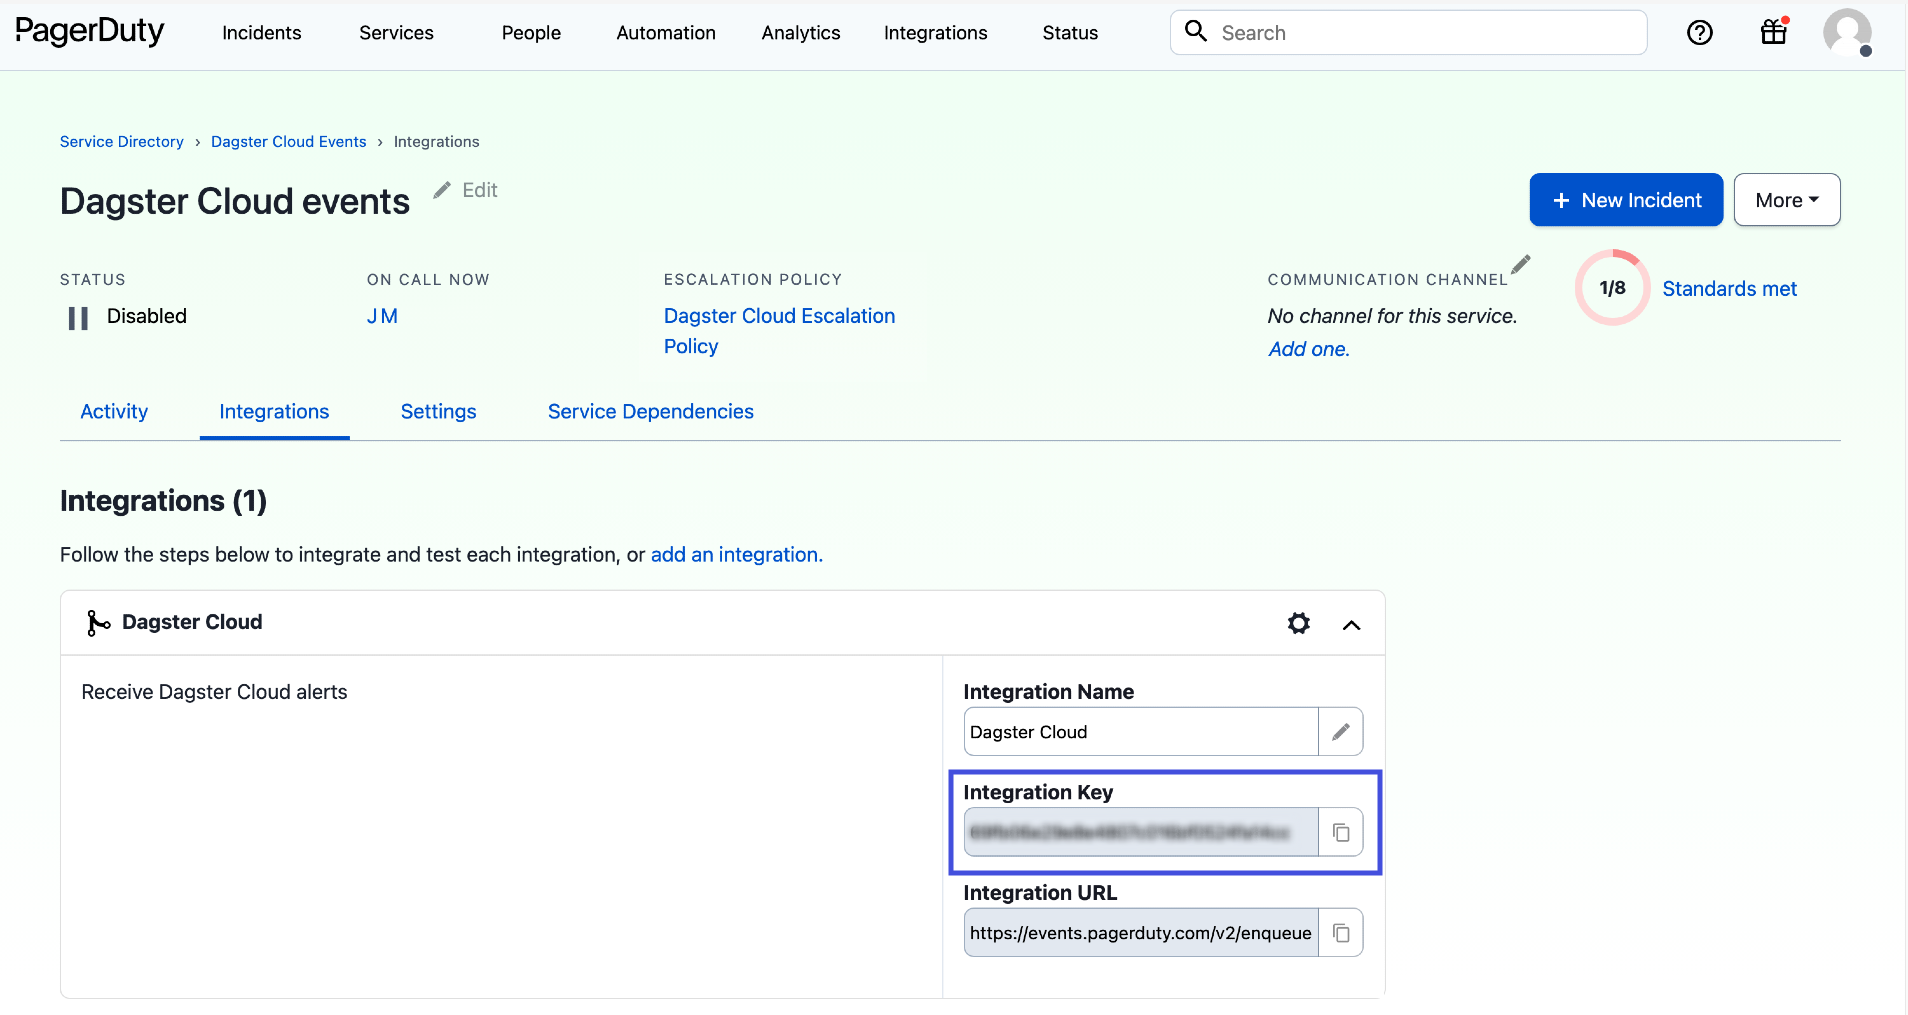 PagerDuty Incidents Services People Automation Analytics Integrations Status Search
Service Directory › Dagster Cloud Events › Integrations
Dagster Cloud events Edit
+ New Incident More
STATUS
Disabled
ON CALL NOW
J M
ESCALATION POLICY
Dagster Cloud Escalation
Policy
COMMUNICATION CHANNEL
No channel for this service.
Add one.
1/8 Standards met
Activity Integrations Settings Service Dependencies
Integrations (1)
Follow the steps below to integrate and test each integration, or add an integration.
Dagster Cloud
Receive Dagster Cloud alerts
Integration Name
Dagster Cloud
Integration Key
Integration URL
https://events.pagerduty.com/v2/enqueue